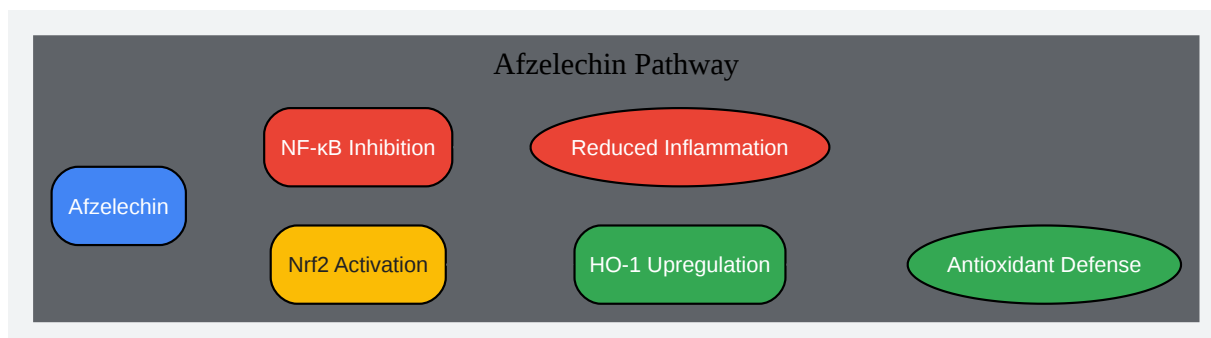 Afzelechin Pathway
NF-κB Inhibition
Reduced Inflammation
Afzelechin
Nrf2 Activation
HO-1 Upregulation
Antioxidant Defense